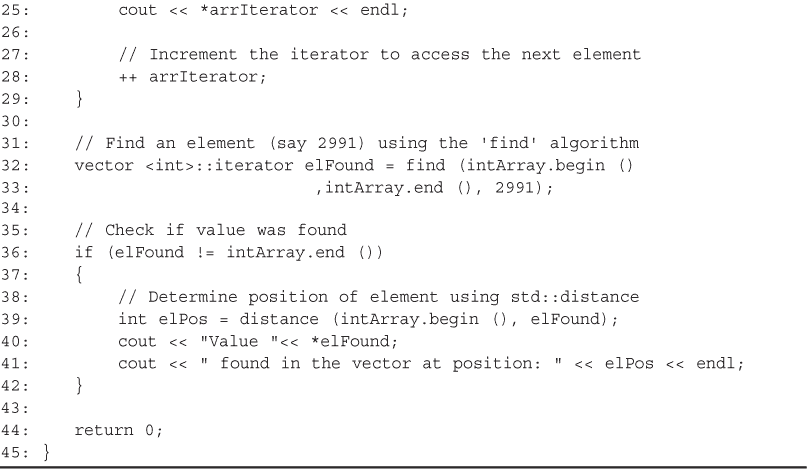 25:         cout << *arrIterator << endl;
26:
27:         // Increment the iterator to access the next element
28:         ++ arrIterator;
29:     }
30:
31:     // Find an element (say 2991) using the 'find' algorithm
32:     vector <int>::iterator elFound = find (intArray.begin ()
33:                           ,intArray.end (), 2991);
34:
35:     // Check if value was found
36:     if (elFound != intArray.end ())
37:     {
38:         // Determine position of element using std::distance
39:         int elPos = distance (intArray.begin (), elFound);
40:         cout << "Value "<< *elFound;
41:         cout << " found in the vector at position: " << elPos << endl;
42:     }
43:
44:     return 0;
45: }